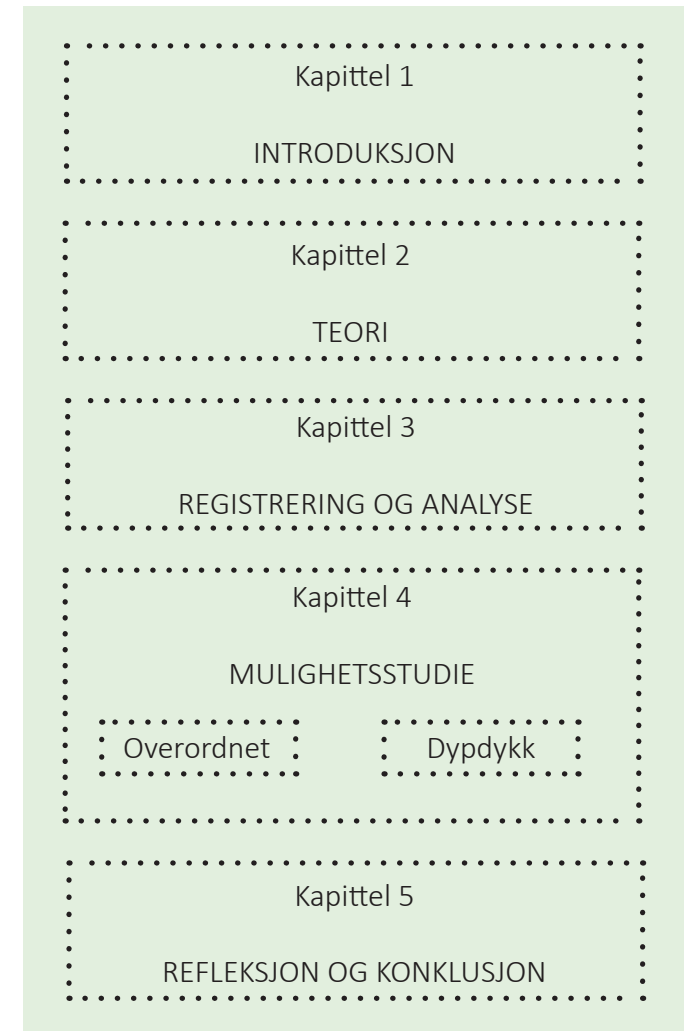 Kapittel 1
INTRODUKSJON
Kapittel 2
TEORI
Kapittel 3
REGISTRERING OG ANALYSE
Kapittel 4
MULIGHETSSTUDIE
Overordnet
Dypdykk
Kapittel 5
REFLEKSJON OG KONKLUSJON